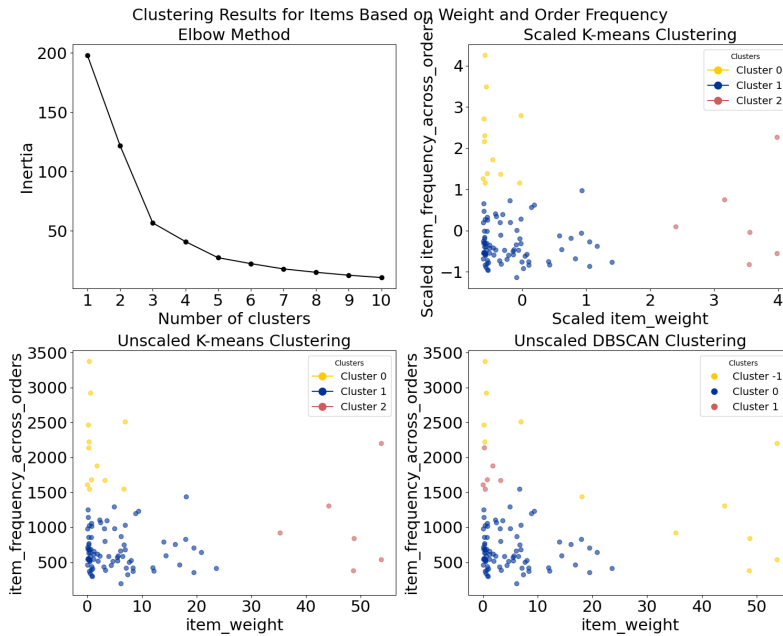 Clustering Results for Items Based on Weight and Order Frequency
Elbow Method
200
150
100
50
Inertia
1 2 3 4 5 6 7 8 9 10
Number of clusters
Scaled K-means Clustering
Clusters
Cluster 0
Cluster 1
Cluster 2
4
3
2
1
0
−1
Scaled item_frequency_across_orders
0 1 2 3 4
Scaled item_weight
Unscaled K-means Clustering
Clusters
Cluster 0
Cluster 1
Cluster 2
3500
3000
2500
2000
1500
1000
500
item_frequency_across_orders
0 10 20 30 40 50
item_weight
Unscaled DBSCAN Clustering
Clusters
Cluster -1
Cluster 0
Cluster 1
3500
3000
2500
2000
1500
1000
500
item_frequency_across_orders
0 10 20 30 40 50
item_weight